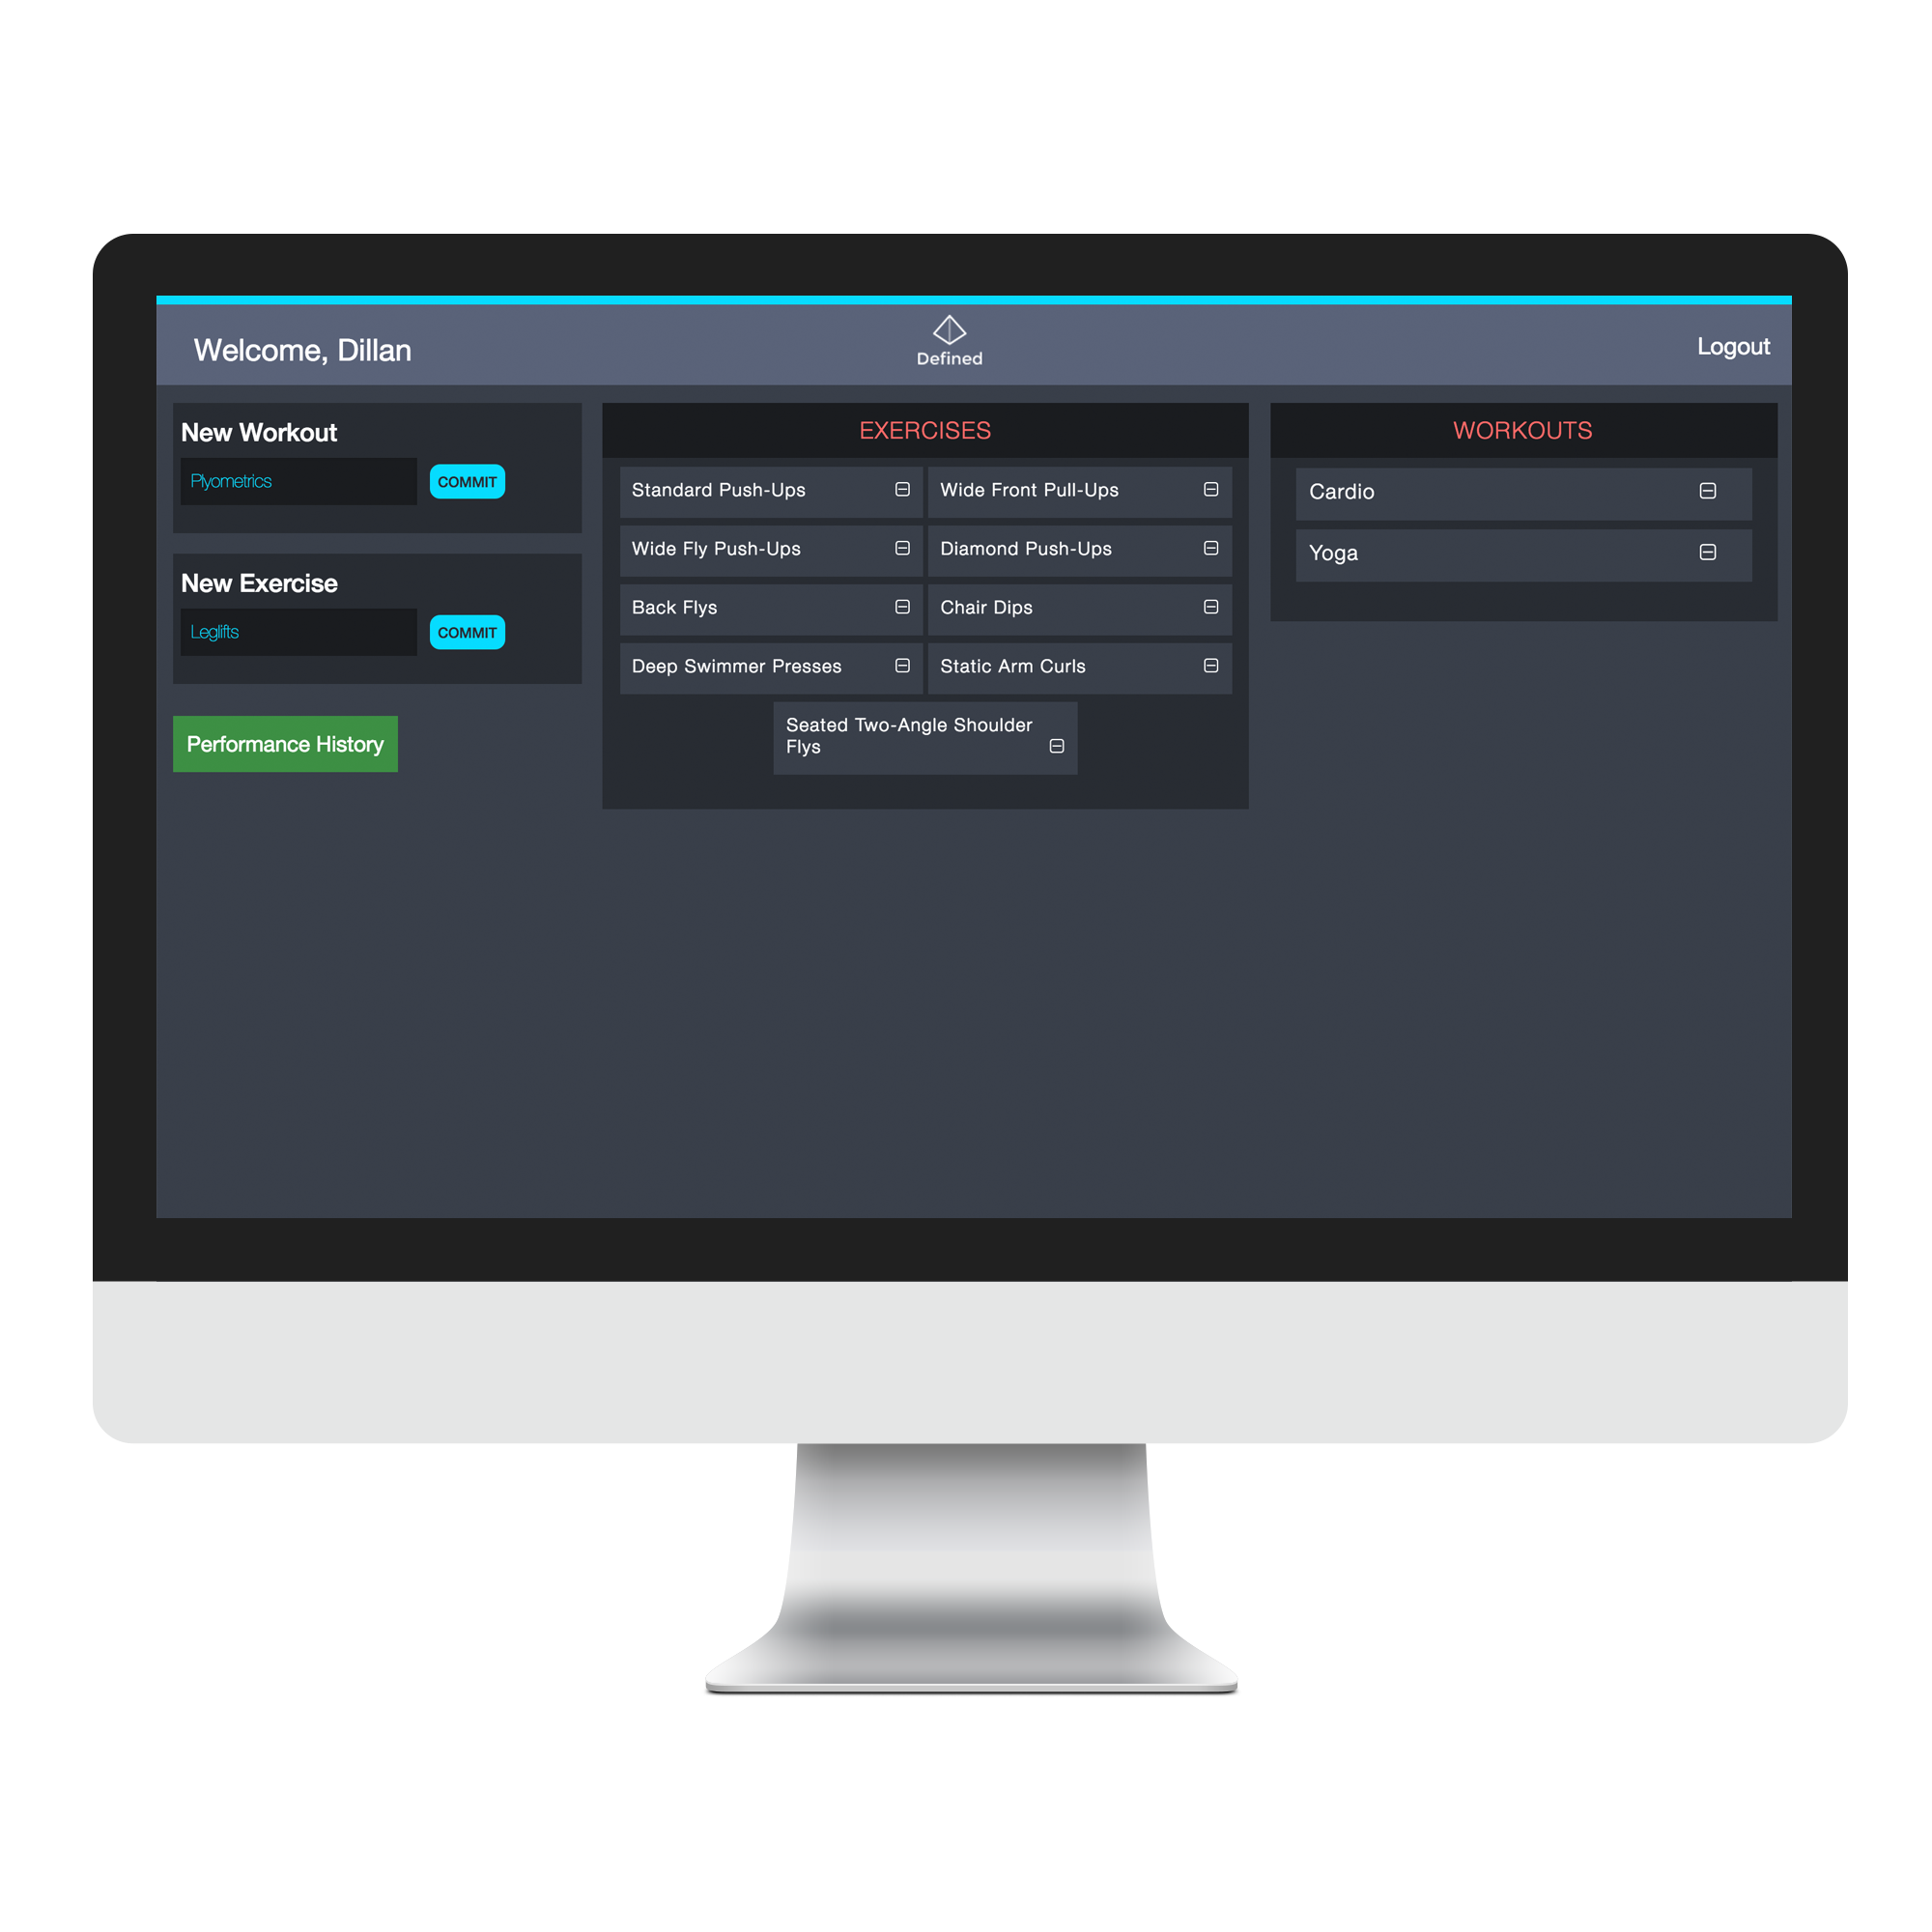 Welcome, Dillan
Defined
Logout
New Workout
Plyometrics
COMMIT
New Exercise
Leglifts
COMMIT
Performance History
EXERCISES
Standard Push-Ups
Wide Front Pull-Ups
Wide Fly Push-Ups
Diamond Push-Ups
Back Flys
Chair Dips
Deep Swimmer Presses
Static Arm Curls
Seated Two-Angle Shoulder
Flys
WORKOUTS
Cardio
Yoga